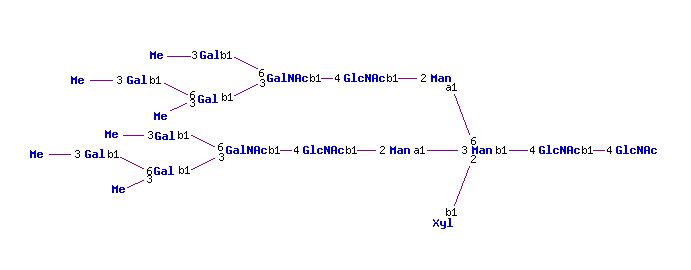 Me 3 Gal b1
6 GalNAc b1 4 GlcNAc b1 2 Man
Me 3 Gal b1 3 a1
6 Gal b1
3
Me
6
Me 3 Gal b1
6 GalNAc b1 4 GlcNAc b1 2 Man a1 3 Man b1 4 GlcNAc b1 4 GlcNAc
Me 3 Gal b1 3 2
6 Gal b1
3
Me
b1
Xyl